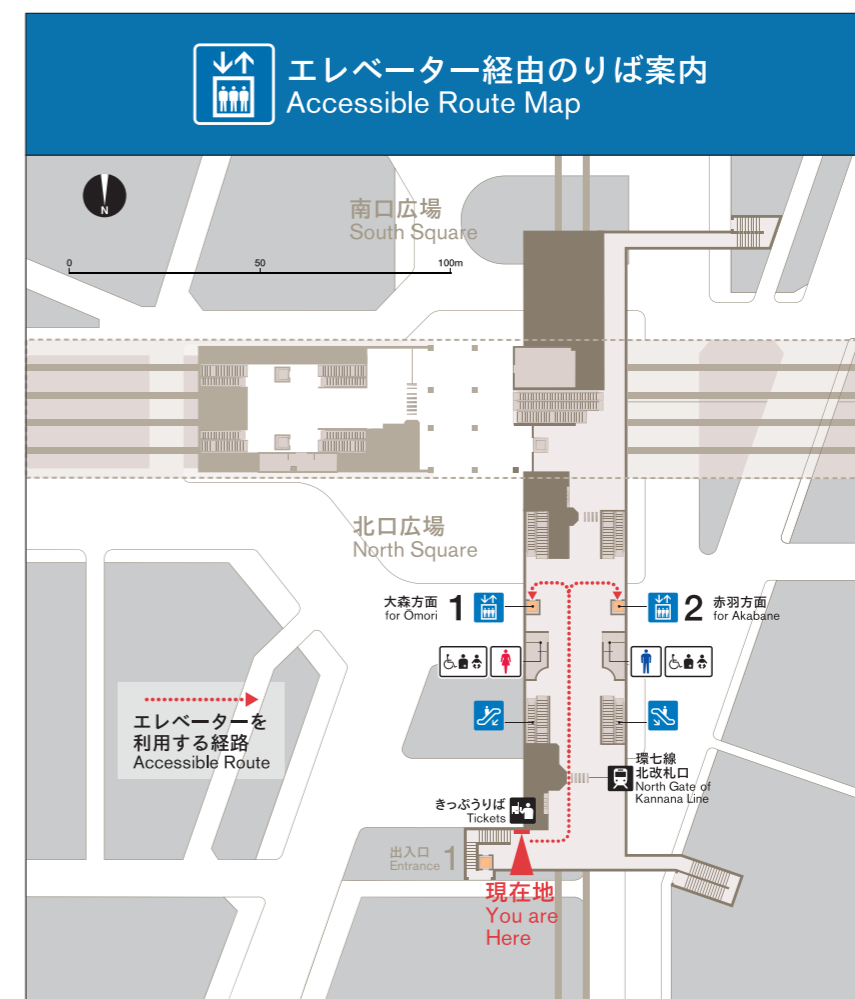 エレベーター経由のりば案内
Accessible Route Map
N
南口広場
South Square
0 50 100m
北口広場
North Square
大森方面
for Ōmori
1
2
赤羽方面
for Akabane
エレベーターを
利用する経路
Accessible Route
環七線
北改札口
North Gate of
Kannana Line
きっぷうりば
Tickets
出入口
Entrance
1
現在地
You are
Here